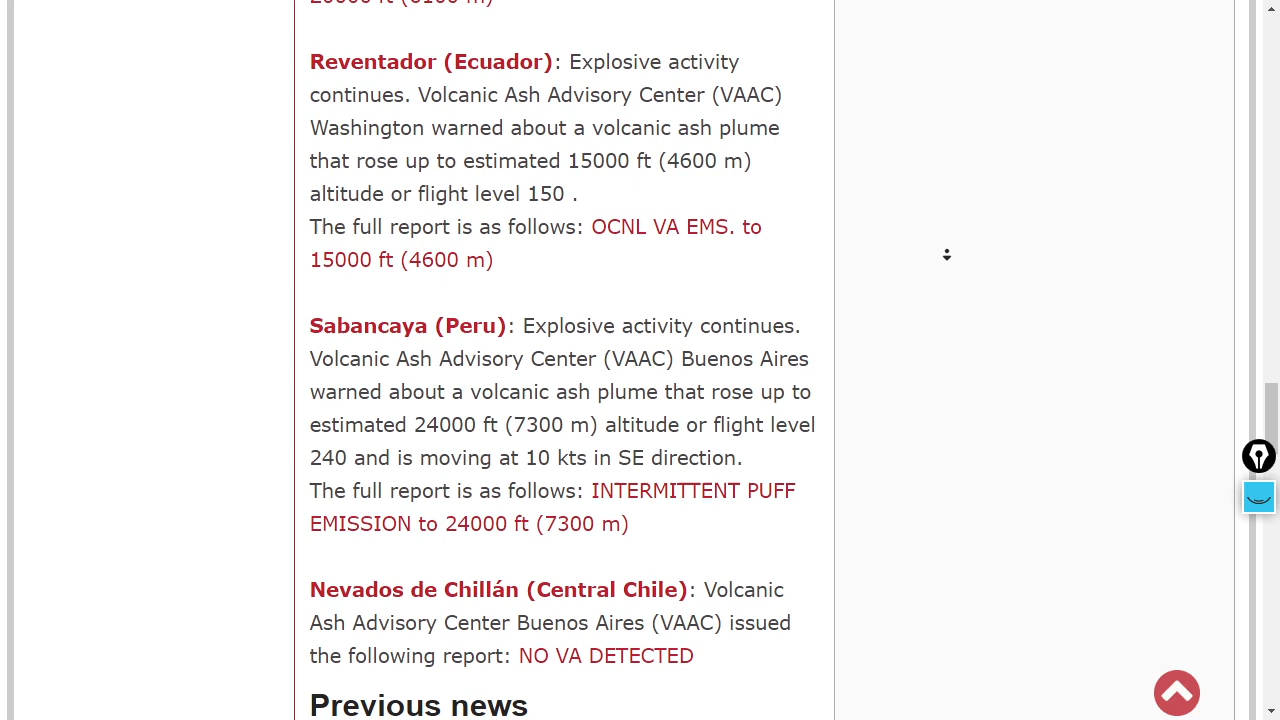 20000 ft (6100 m)
Reventador (Ecuador): Explosive activity
continues. Volcanic Ash Advisory Center (VAAC)
Washington warned about a volcanic ash plume
that rose up to estimated 15000 ft (4600 m)
altitude or flight level 150 .
The full report is as follows: OCNL VA EMS. to
15000 ft (4600 m)
Sabancaya (Peru): Explosive activity continues.
Volcanic Ash Advisory Center (VAAC) Buenos Aires
warned about a volcanic ash plume that rose up to
estimated 24000 ft (7300 m) altitude or flight level
240 and is moving at 10 kts in SE direction.
The full report is as follows: INTERMITTENT PUFF
EMISSION to 24000 ft (7300 m)
Nevados de Chillán (Central Chile): Volcanic
Ash Advisory Center Buenos Aires (VAAC) issued
the following report: NO VA DETECTED
Previous news